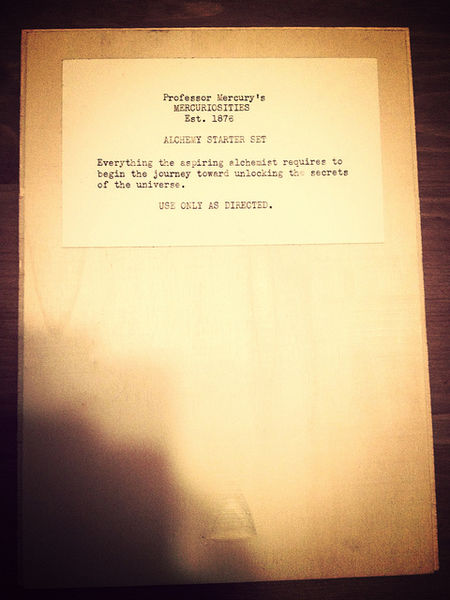 Professor Mercury's
MERCURIOSITIES
Est. 1876
ALCHEMY STARTER SET
Everything the aspiring alchemist requires to
begin the journey toward unlocking the secrets
of the universe.
USE ONLY AS DIRECTED.